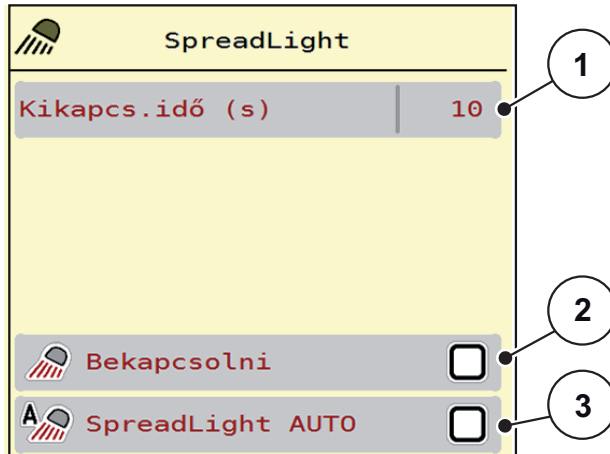 SpreadLight
1
Kikapcs.idő (s) 10
2
Bekapcsolni
3
A SpreadLight AUTO